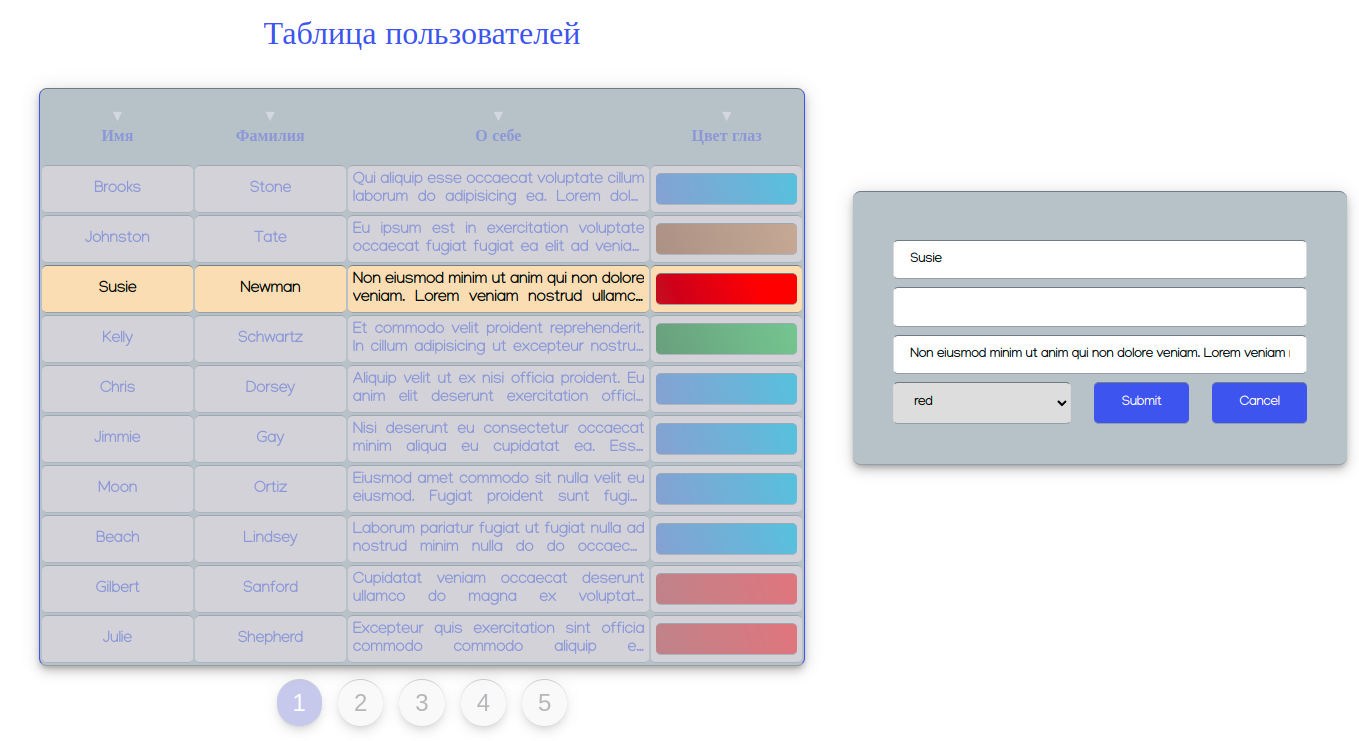 Таблица пользователей
▼ ▼ ▼ ▼
Имя Фамилия О себе Цвет глаз
Brooks Stone Qui aliquip esse occaecat voluptate cillum
laborum do adipisicing ea. Lorem dol...
Johnston Tate Eu ipsum est in exercitation voluptate
occaecat fugiat fugiat ea elit ad venia...
Susie Newman Non eiusmod minim ut anim qui non dolore
veniam. Lorem veniam nostrud ullamc...
Kelly Schwartz Et commodo velit proident reprehenderit.
In cillum adipisicing ut excepteur nostru...
Chris Dorsey Aliquip velit ut ex nisi officia proident. Eu
anim elit deserunt exercitation offici...
Jimmie Gay Nisi deserunt eu consectetur occaecat
minim aliqua eu cupidatat ea. Ess...
Moon Ortiz Eiusmod amet commodo sit nulla velit eu
eiusmod. Fugiat proident sunt fugi...
Beach Lindsey Laborum pariatur fugiat ut fugiat nulla ad
nostrud minim nulla do do occaec...
Gilbert Sanford Cupidatat veniam occaecat deserunt
ullamco do magna ex voluptat...
Julie Shepherd Excepteur quis exercitation sint officia
commodo commodo aliquip e...
1 2 3 4 5
Susie
Non eiusmod minim ut anim qui non dolore veniam. Lorem veniam
red Submit Cancel